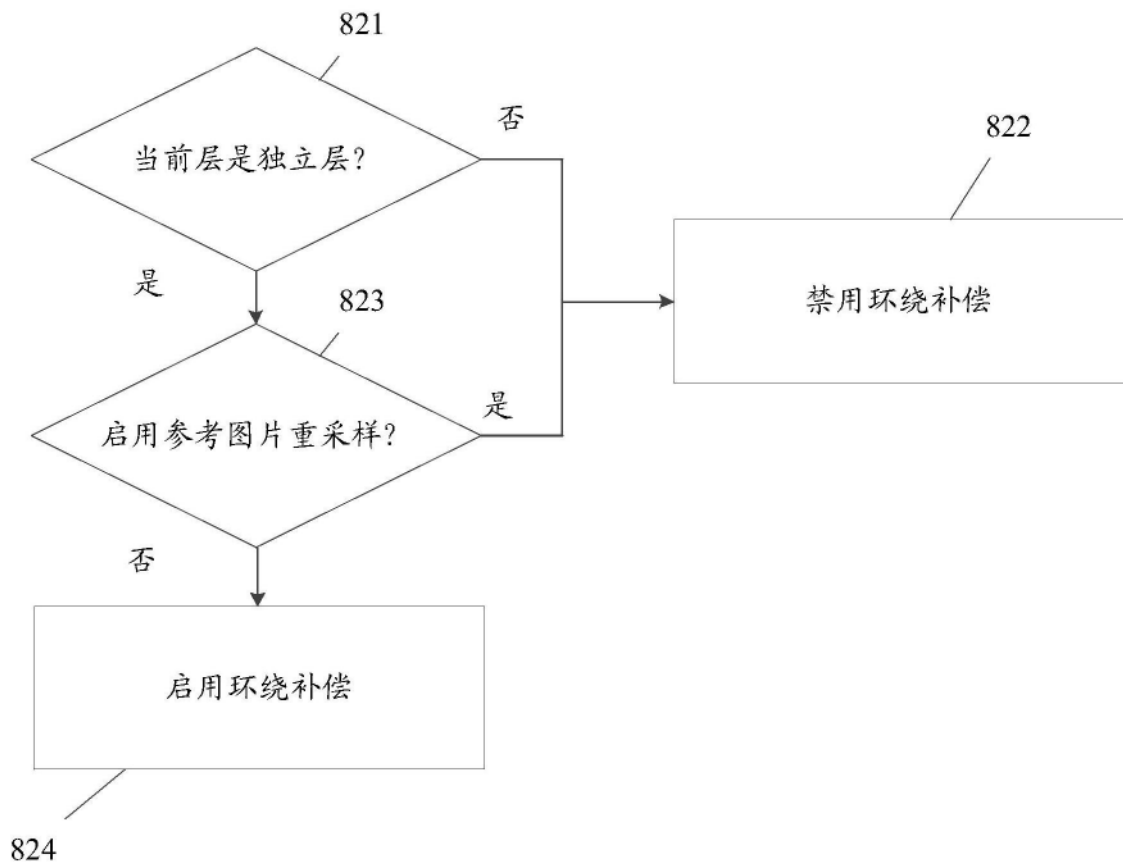 821
否
822
当前层是独立层?
是
823
禁用环绕补偿
是
启用参考图片重采样?
否
启用环绕补偿
824